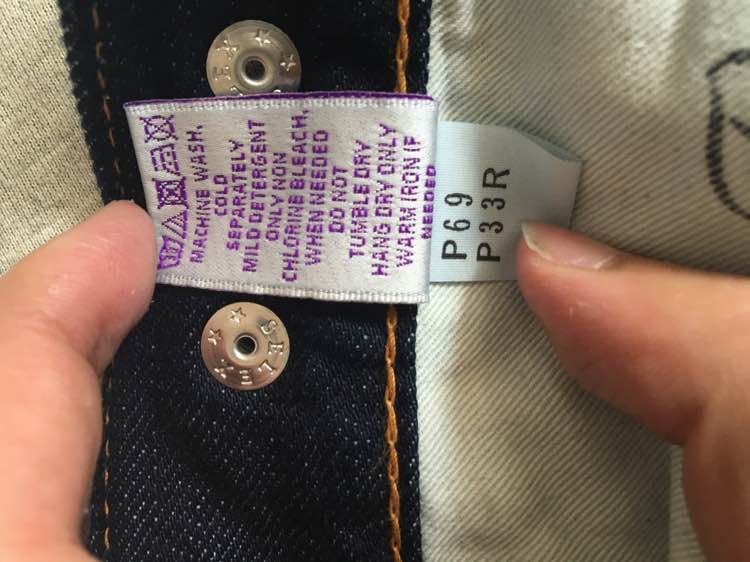 MACHINE WASH,
COLD
SEPARATELY
MILD DETERGENT
ONLY NON
CHLORINE BLEACH,
WHEN NEEDED
DO NOT
TUMBLE DRY
HANG DRY ONLY
WARM IRON IF
NEEDED
P69
P33R